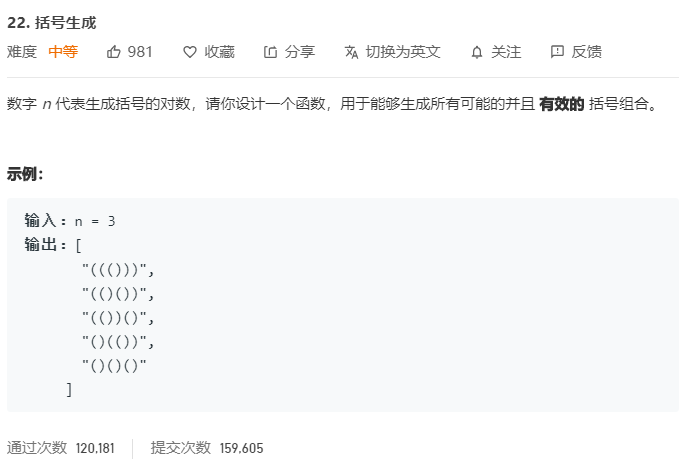 22. 括号生成
难度 中等 981 收藏 分享 切换为英文 关注 反馈
数字 n 代表生成括号的对数，请你设计一个函数，用于能够生成所有可能的并且 有效的 括号组合。
示例：
输入：n = 3
输出：[
"((()))",
"(()())",
"(())()",
"()(())",
"()()()"
]
通过次数 120,181 提交次数 159,605